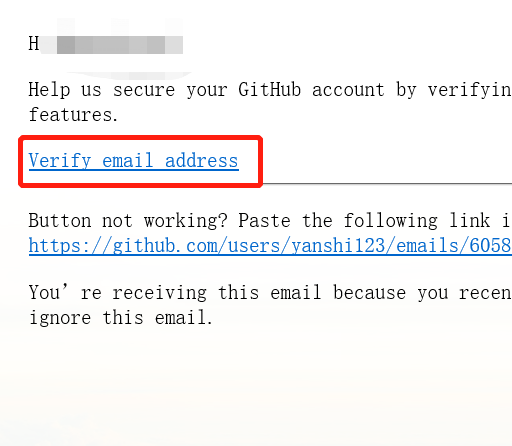 H
Help us secure your GitHub account by verifyin
features.
Verify email address
Button not working? Paste the following link i
https://github.com/users/yanshi123/emails/6058
You're receiving this email because you recen
ignore this email.